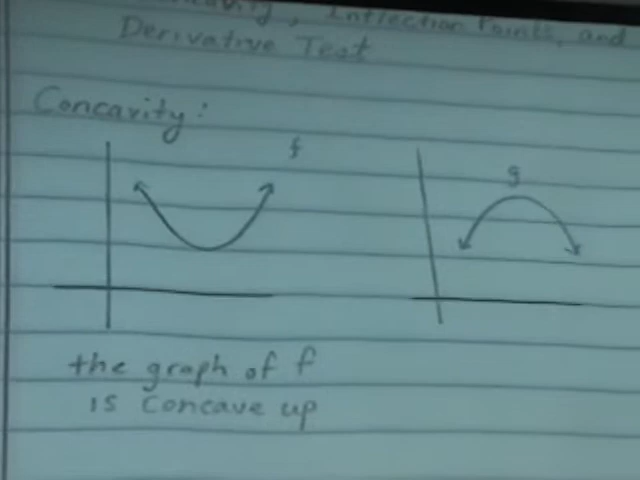 Inflection Points, and
Derivative Test
Concavity:
f
g
the graph of f
is concave up